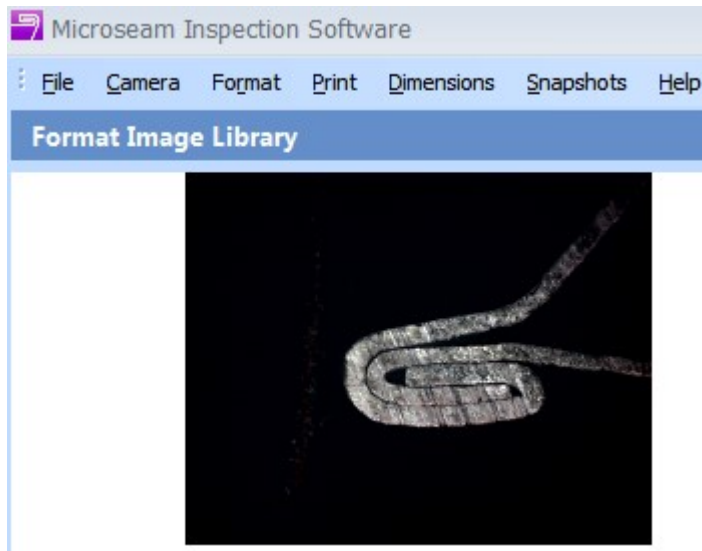 Microseam Inspection Software
File Camera Format Print Dimensions Snapshots Help
Format Image Library